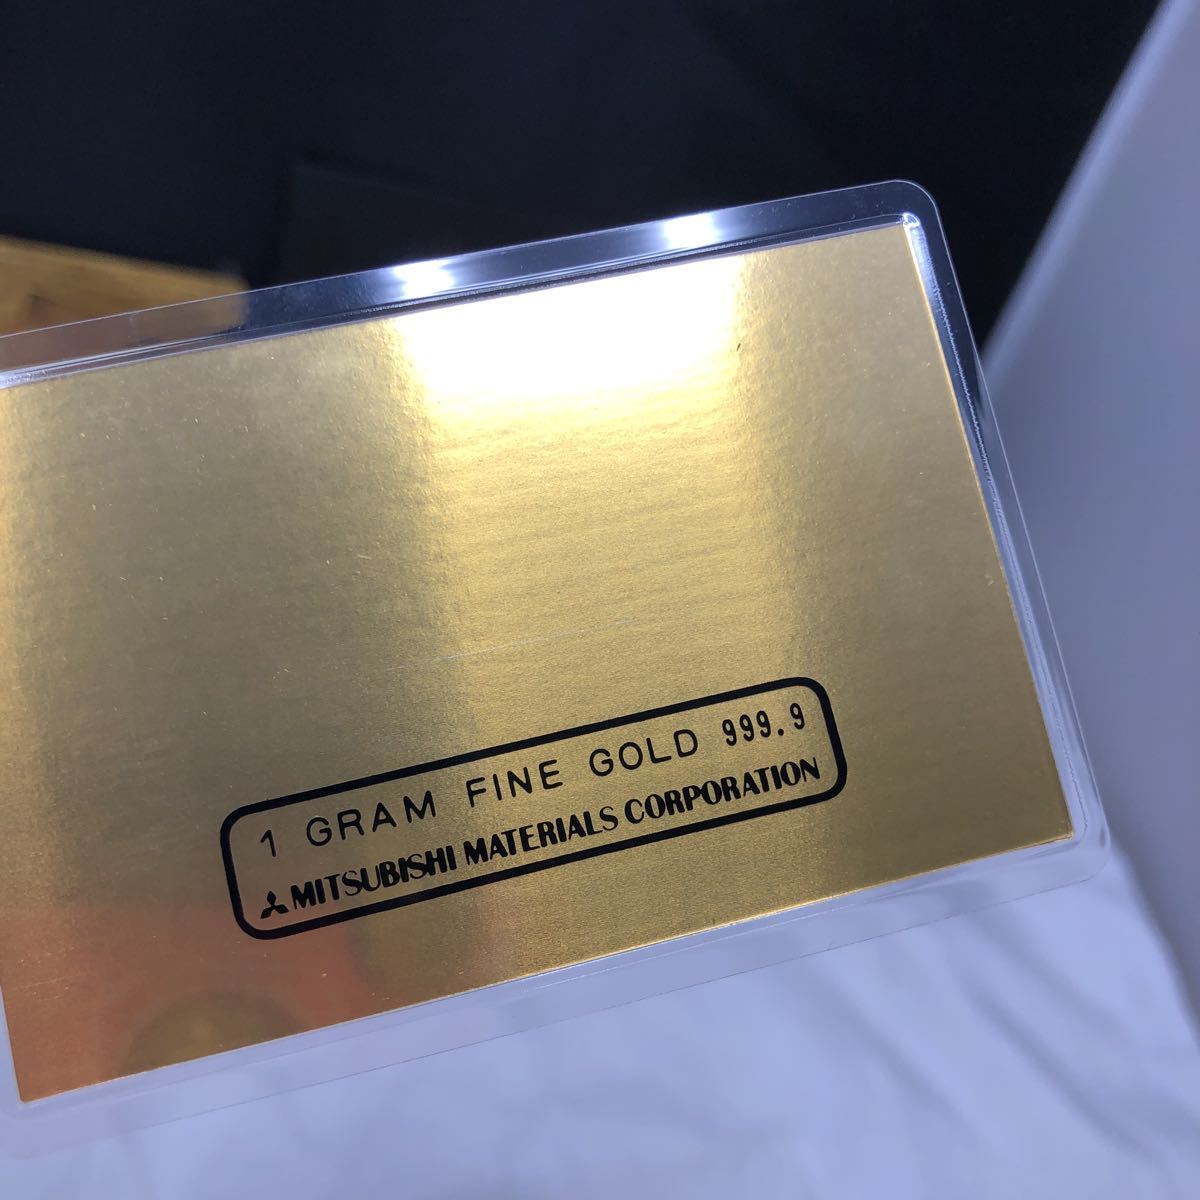 1 GRAM FINE GOLD 999.9
MITSUBISHI MATERIALS CORPORATION